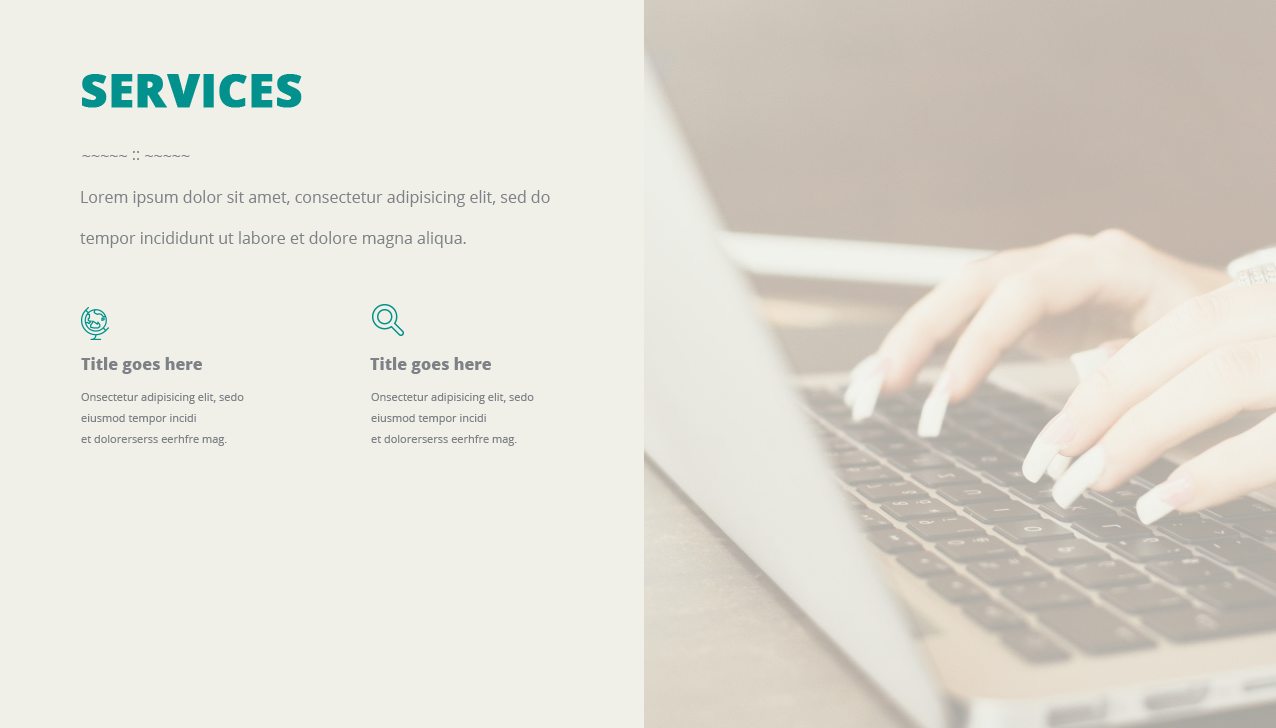 SERVICES
~~~~~ :: ~~~~~
Lorem ipsum dolor sit amet, consectetur adipisicing elit, sed do
tempor incididunt ut labore et dolore magna aliqua.
Title goes here
Onsectetur adipisicing elit, sedo
eiusmod tempor incidi
et dolorerserss eerhfre mag.
Title goes here
Onsectetur adipisicing elit, sedo
eiusmod tempor incidi
et dolorerserss eerhfre mag.